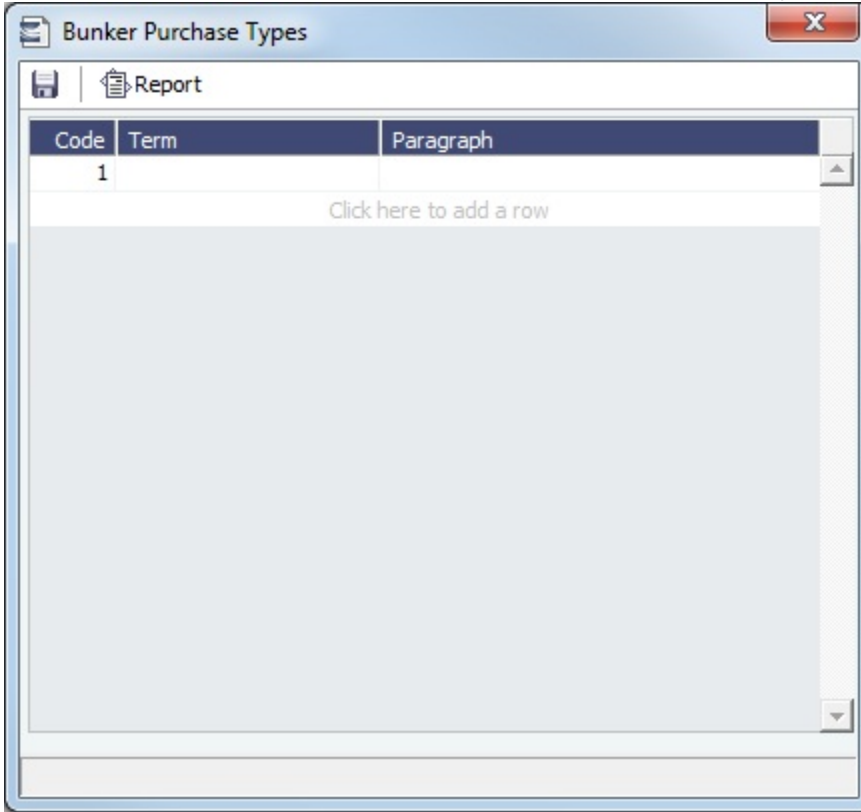 Bunker Purchase Types
Report
Code Term Paragraph
1
Click here to add a row